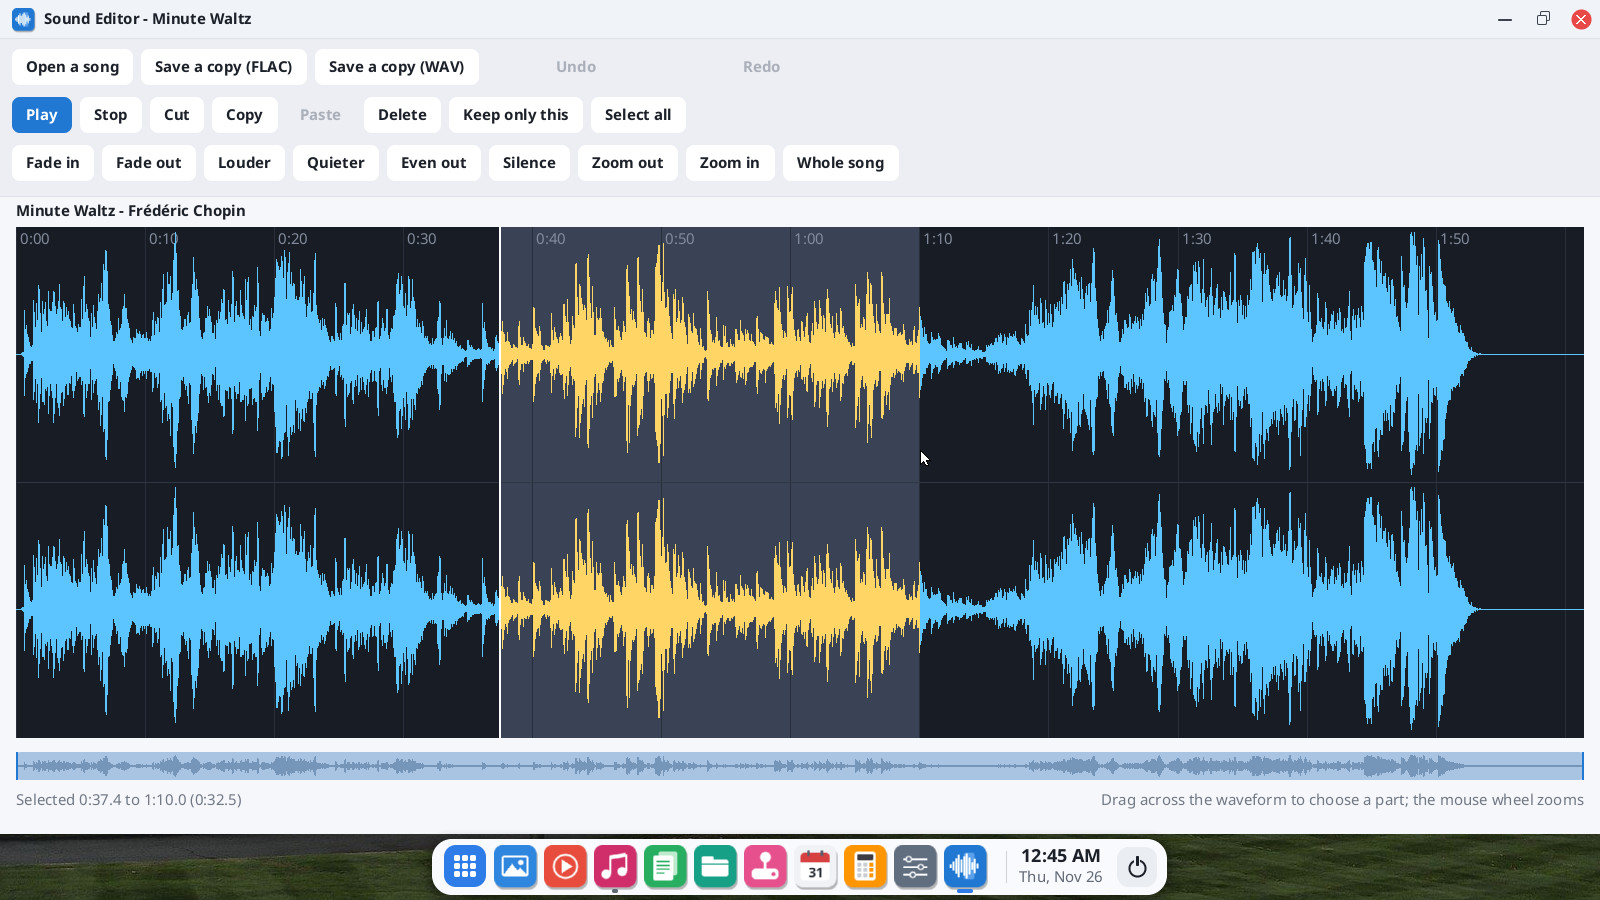 Sound Editor - Minute Waltz
Open a song Save a copy (FLAC) Save a copy (WAV) Undo Redo
Play Stop Cut Copy Paste Delete Keep only this Select all
Fade in Fade out Louder Quieter Even out Silence Zoom out Zoom in Whole song
Minute Waltz - Frédéric Chopin
0:00 0:10 0:20 0:30 0:40 0:50 1:00 1:10 1:20 1:30 1:40 1:50
Selected 0:37.4 to 1:10.0 (0:32.5) Drag across the waveform to choose a part; the mouse wheel zooms
31
12:45 AM
Thu, Nov 26